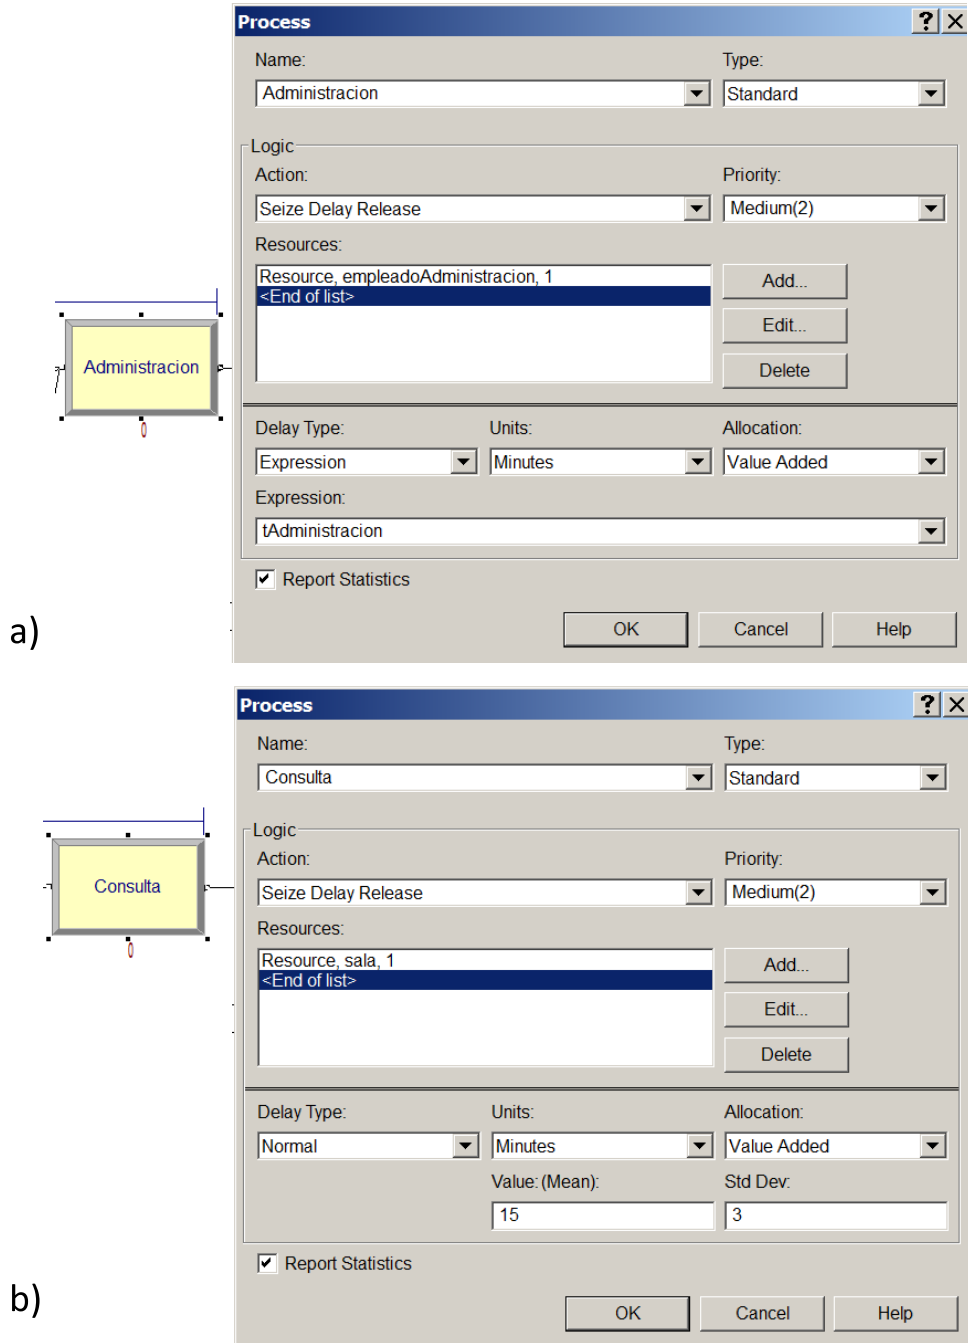 Process
Name:
Type:
Administracion
Standard
Logic
Action:
Priority:
Seize Delay Release
Medium(2)
Resources:
Resource, empleadoAdministracion, 1
<End of list>
Add...
Edit...
Delete
Administracion
0
Delay Type:
Units:
Allocation:
Expression
Minutes
Value Added
Expression:
tAdministracion
Report Statistics
OK
Cancel
Help
a)
Process
Name:
Type:
Consulta
Standard
Logic
Action:
Priority:
Seize Delay Release
Medium(2)
Resources:
Resource, sala, 1
<End of list>
Add...
Edit...
Delete
Consulta
0
Delay Type:
Units:
Allocation:
Normal
Minutes
Value Added
Value: (Mean):
Std Dev:
15
3
Report Statistics
OK
Cancel
Help
b)